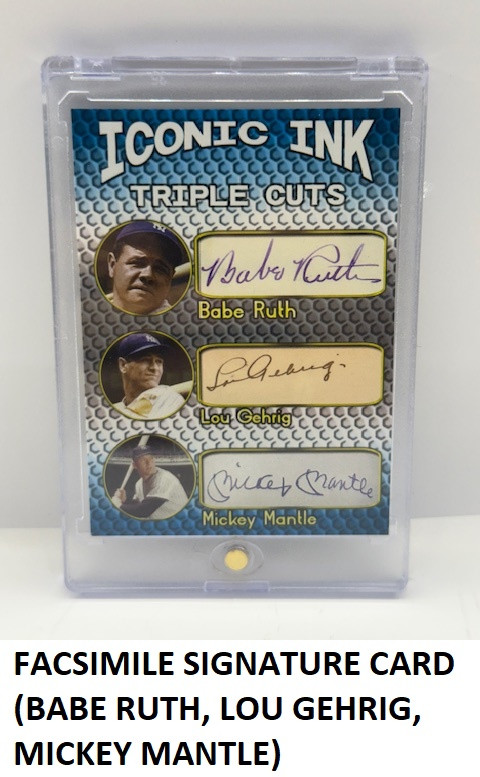 ICONIC INK
TRIPLE CUTS
Babe Ruth
Babe Ruth
Lou Gehrig
Lou Gehrig
Mickey Mantle
Mickey Mantle
FACSIMILE SIGNATURE CARD
(BABE RUTH, LOU GEHRIG,
MICKEY MANTLE)